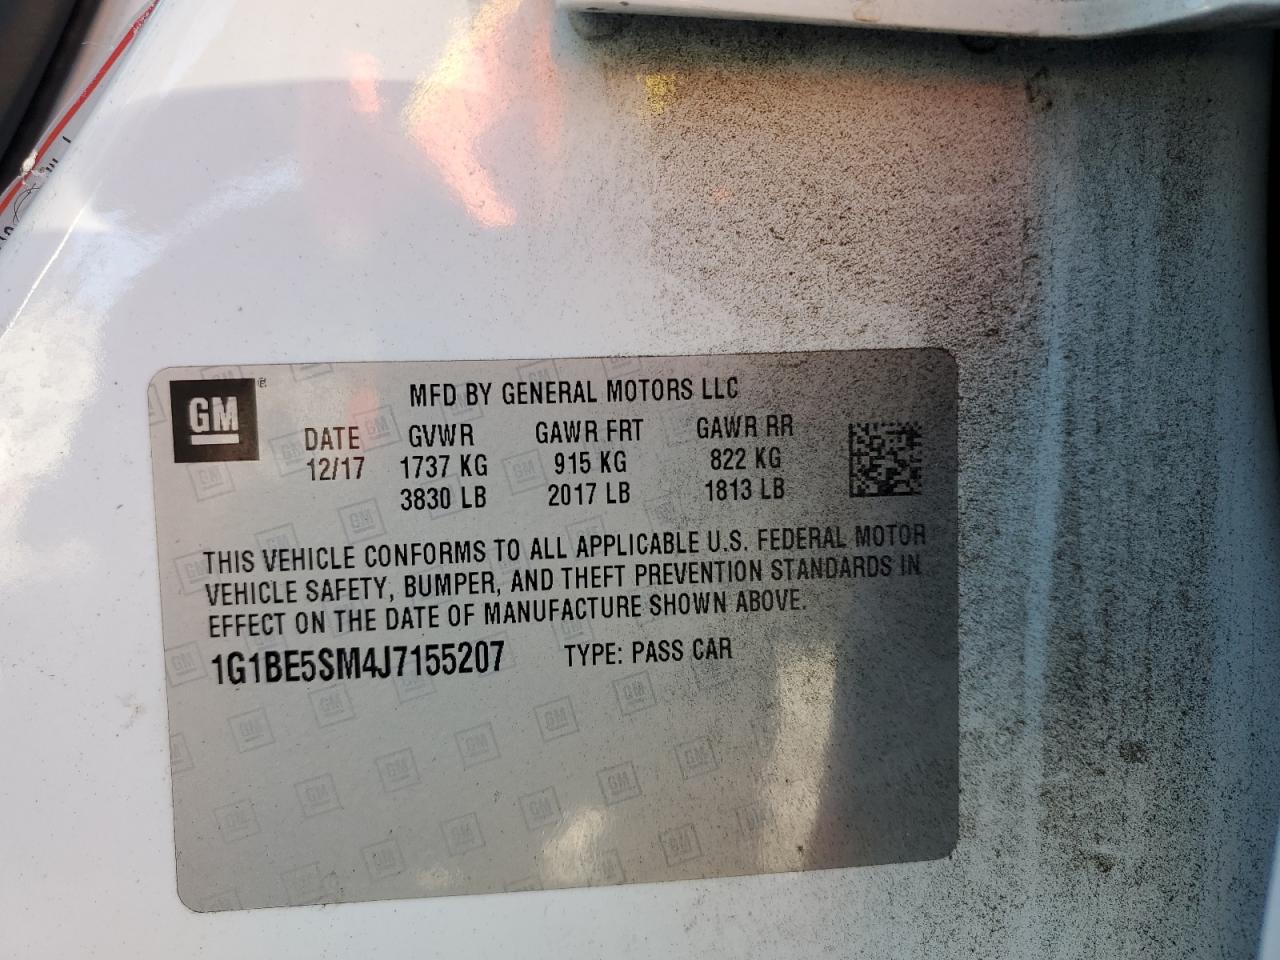 GM ®
MFD BY GENERAL MOTORS LLC
DATE GVWR GAWR FRT GAWR RR
12/17 1737 KG 915 KG 822 KG
3830 LB 2017 LB 1813 LB
THIS VEHICLE CONFORMS TO ALL APPLICABLE U.S. FEDERAL MOTOR
VEHICLE SAFETY, BUMPER, AND THEFT PREVENTION STANDARDS IN
EFFECT ON THE DATE OF MANUFACTURE SHOWN ABOVE.
1G1BE5SM4J7155207 TYPE: PASS CAR